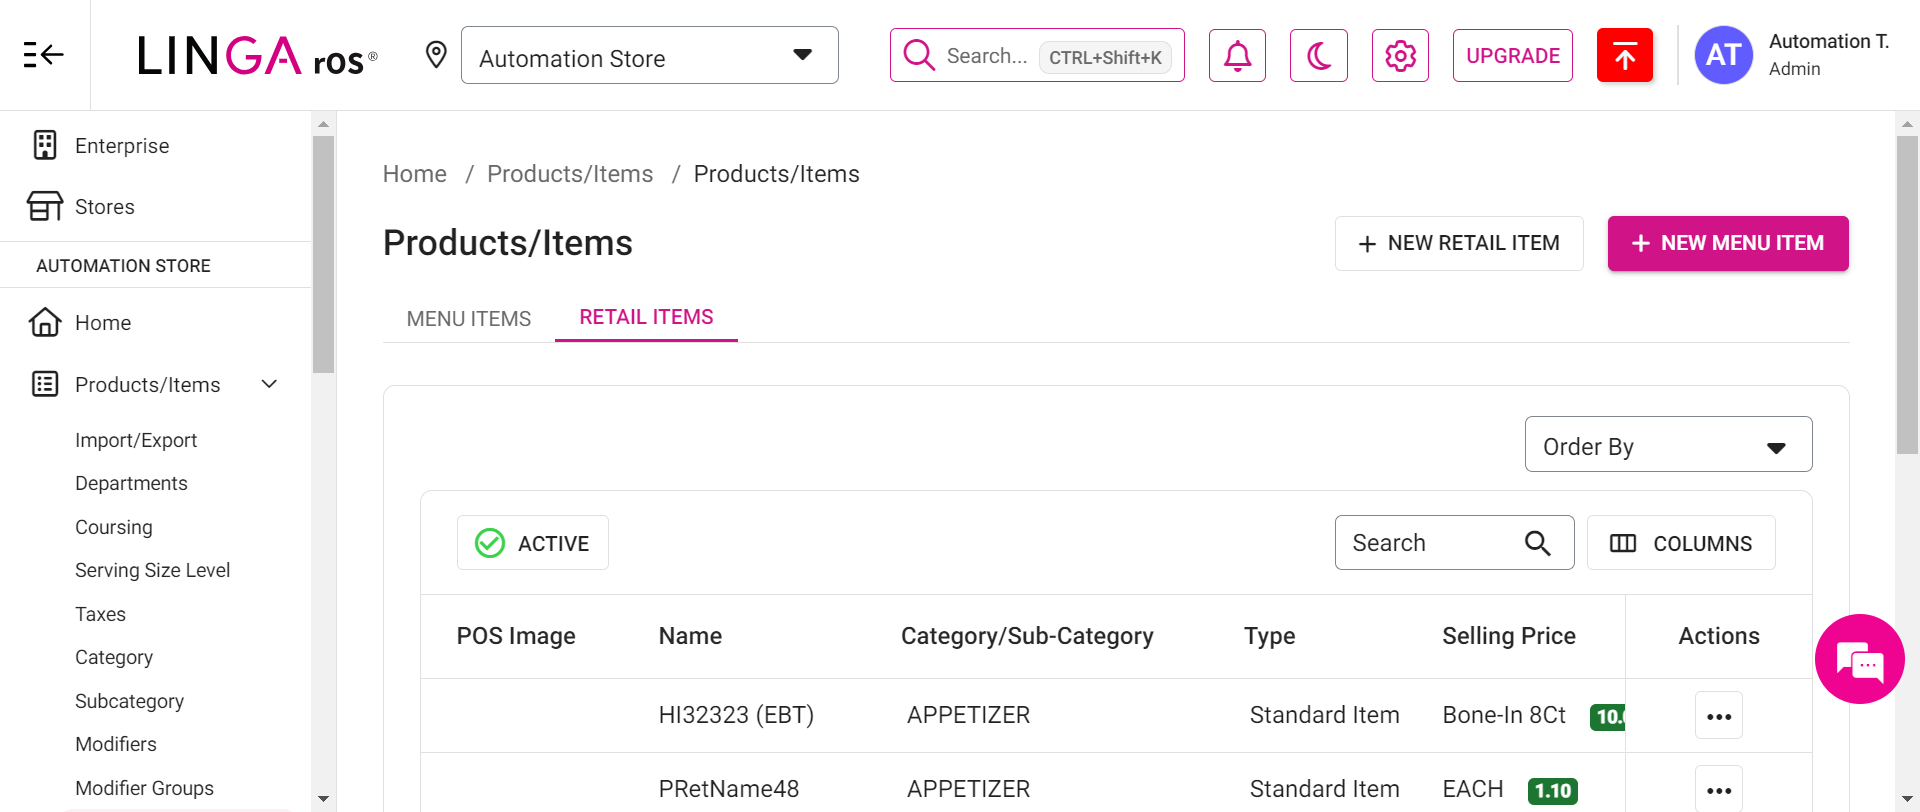 LINGA ros®
Automation Store
Search... CTRL+Shift+K
UPGRADE
AT
Automation T.
Admin
Enterprise
Stores
AUTOMATION STORE
Home
Products/Items
Import/Export
Departments
Coursing
Serving Size Level
Taxes
Category
Subcategory
Modifiers
Modifier Groups
Home / Products/Items / Products/Items
Products/Items
+ NEW RETAIL ITEM
+ NEW MENU ITEM
MENU ITEMS
RETAIL ITEMS
Order By
ACTIVE
Search
COLUMNS
POS Image Name Category/Sub-Category Type Selling Price Actions
HI32323 (EBT) APPETIZER Standard Item Bone-In 8Ct
PRetName48 APPETIZER Standard Item EACH 1.10